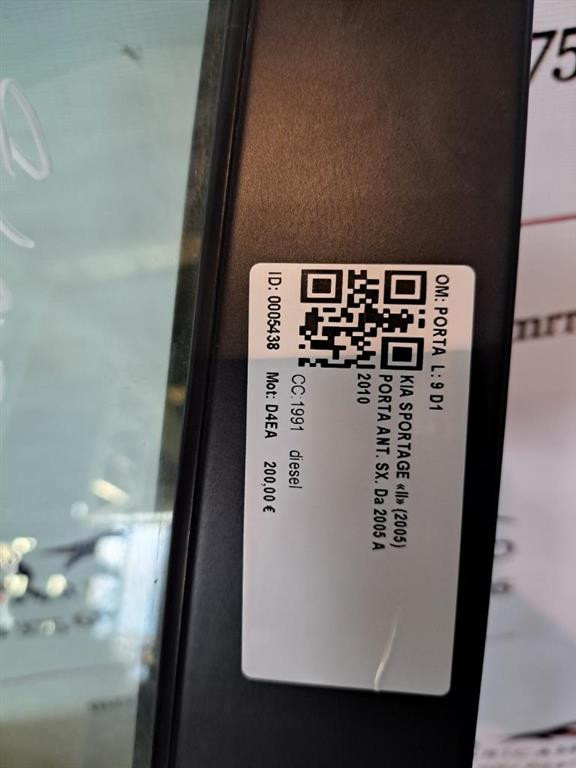 OM: PORTA L: 9 D1
KIA SPORTAGE «II» (2005)
PORTA ANT. SX. Da 2005 A
2010
CC:1991 diesel
ID: 0005438 Mot: D4EA 200,00 €
75